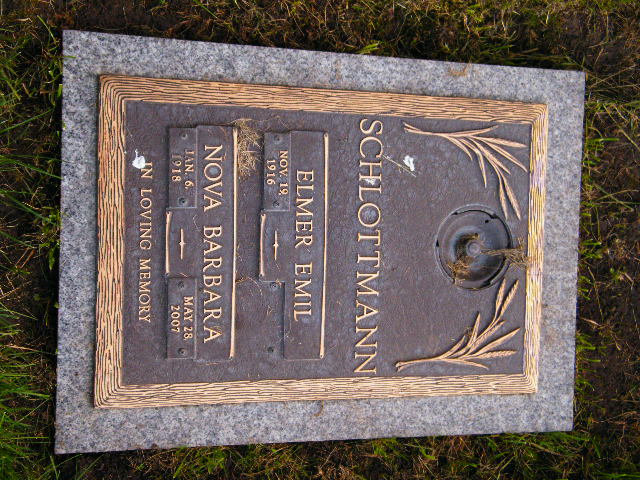 SCHLOTTMANN
ELMER EMIL
NOV. 19,
1916
NOVA BARBARA
JAN. 6,
1918
MAY 28,
2007
IN LOVING MEMORY